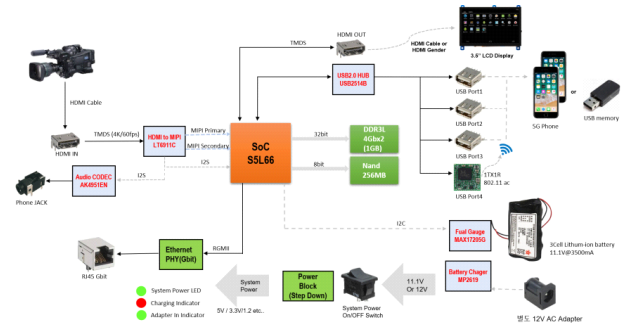 TMDS
HDMI OUT
HDMI Cable or
HDMI Gender
3.5" LCD Display
HDMI Cable
USB2.0 HUB
USB2514B
USB Port1
5G Phone
or
USB memory
USB Port2
HDMI IN
TMDS (4K/60fps)
HDMI to MIPI
LT6911C
MIPI Primary
MIPI Secondary
SoC
S5L66
32bit
DDR3L
4Gbx2
(1GB)
USB Port3
8bit
Nand
256MB
1TX1R
802.11 ac
USB Port4
I2S
Audio CODEC
AK4951EN
I2S
Phone JACK
I2C
Fual Gauge
MAX17205G
3Cell Lithum-ion battery
11.1V@3500mA
RJ45 Gbit
Ethernet
PHY(Gbit)
RGMII
System Power LED
Charging Indicator
Adapter In Indicator
System
Power
5V / 3.3V/1.2 etc..
Power
Block
(Step Down)
System Power
On/OFF Switch
11.1V
Or 12V
Battery Chager
MP2619
별도 12V AC Adapter